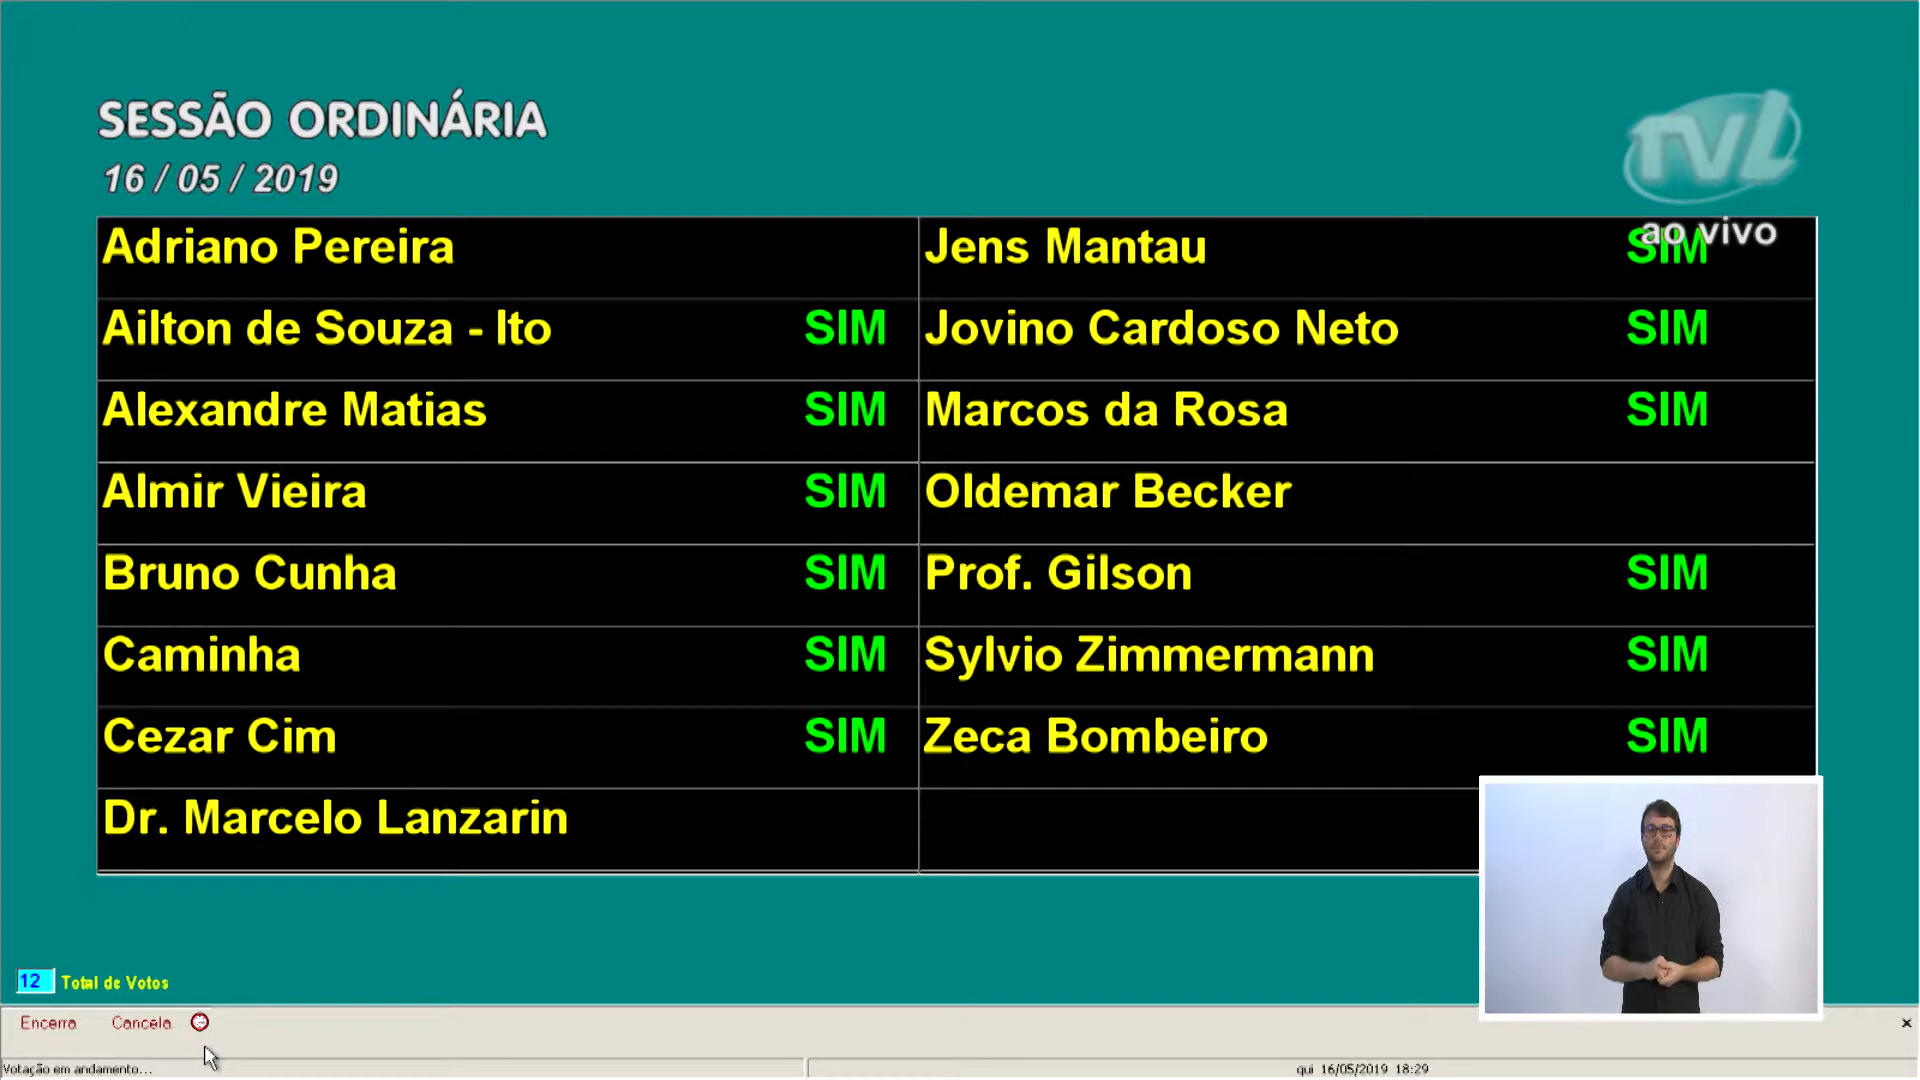 SESSÃO ORDINÁRIA
16 / 05 / 2019
TVL
ao vivo
Adriano Pereira
Ailton de Souza - Ito SIM
Alexandre Matias SIM
Almir Vieira SIM
Bruno Cunha SIM
Caminha SIM
Cezar Cim SIM
Dr. Marcelo Lanzarin
Jens Mantau SIM
Jovino Cardoso Neto SIM
Marcos da Rosa SIM
Oldemar Becker
Prof. Gilson SIM
Sylvio Zimmermann SIM
Zeca Bombeiro SIM
12 Total de Votos
Encerra Cancela
Votação em andamento...
qui 16/05/2019 18:29